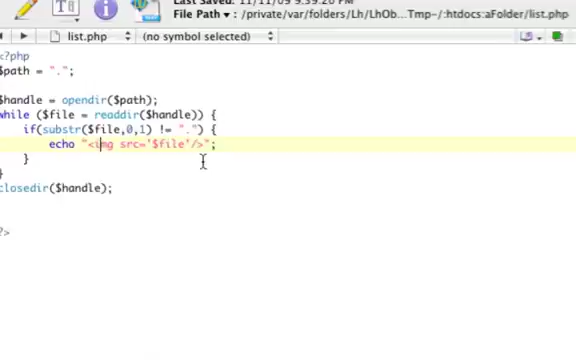 Last Saved: 11/11/09 9:39:20 PM
File Path ▾ : /private/var/folders/Lh/LhOb...Tmp~/:htdocs:aFolder/list.php
list.php (no symbol selected)
<?php
$path = ".";
$handle = opendir($path);
while ($file = readdir($handle)) {
if(substr($file,0,1) != ".") {
echo "<img src='$file'/>";
}
}
closedir($handle);
?>